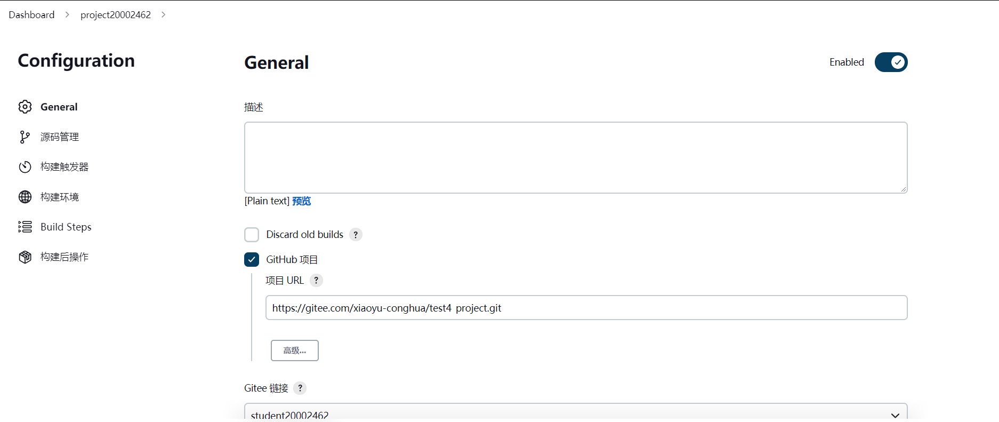 Dashboard > project20002462 >
Configuration
General
源码管理
构建触发器
构建环境
Build Steps
构建后操作
General
Enabled
描述
[Plain text] 预览
Discard old builds ?
GitHub 项目
项目 URL ?
https://gitee.com/xiaoyu-conghua/test4 project.git
高级...
Gitee 链接 ?
student20002462